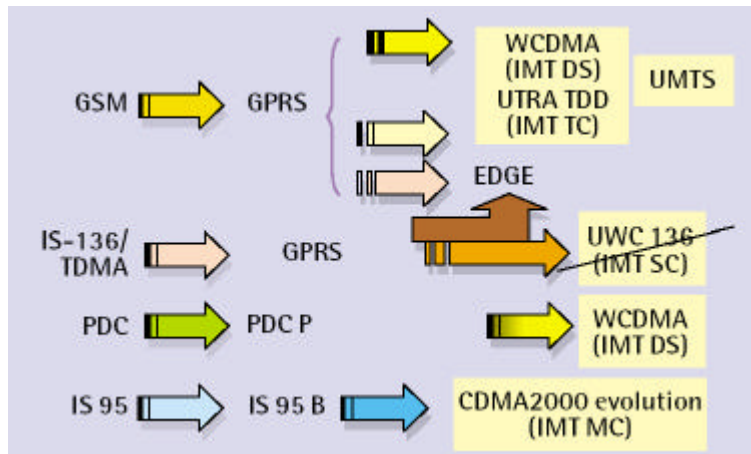 WCDMA
(IMT DS)
UTRA TDD
(IMT TC)
UMTS
GSM
GPRS
EDGE
IS-136/
TDMA
GPRS
UWC 136
(IMT SC)
PDC
PDC P
WCDMA
(IMT DS)
IS 95
IS 95 B
CDMA2000 evolution
(IMT MC)